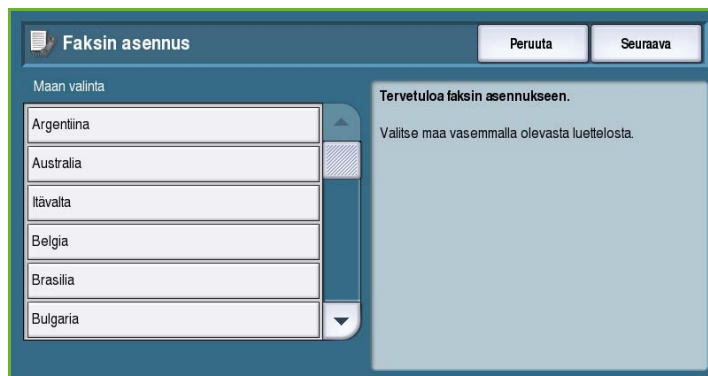 Faksin asennus
Peruuta
Seuraava
Maan valinta
Argentiina
Australia
Itävalta
Belgia
Brasilia
Bulgaria
Tervetuloa faksin asennukseen.
Valitse maa vasemmalla olevasta luettelosta.